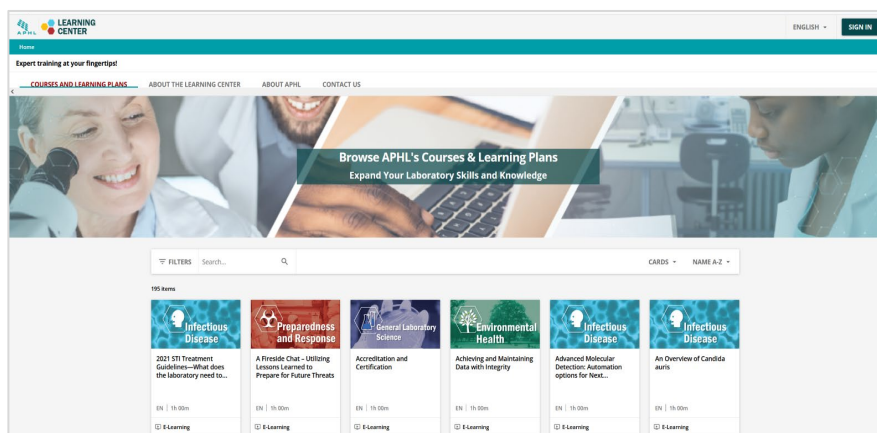 APHL
LEARNING
CENTER
ENGLISH
SIGN IN
Home
Expert training at your fingertips!
COURSES AND LEARNING PLANS
ABOUT THE LEARNING CENTER
ABOUT APHL
CONTACT US
Browse APHL's Courses & Learning Plans
Expand Your Laboratory Skills and Knowledge
FILTERS
Search...
CARDS
NAME A-Z
195 items
Infectious
Disease
2021 STI Treatment
Guidelines—What does
the laboratory need to...
EN | 1h 00m
E-Learning
Preparedness
and Response
A Fireside Chat – Utilizing
Lessons Learned to
Prepare for Future Threats
EN | 1h 00m
E-Learning
General Laboratory
Science
Accreditation and
Certification
EN | 1h 00m
E-Learning
Environmental
Health
Achieving and Maintaining
Data with Integrity
EN | 1h 00m
E-Learning
Infectious
Disease
Advanced Molecular
Detection: Automation
options for Next...
EN | 1h 00m
E-Learning
Infectious
Disease
An Overview of Candida
auris
EN | 1h 00m
E-Learning